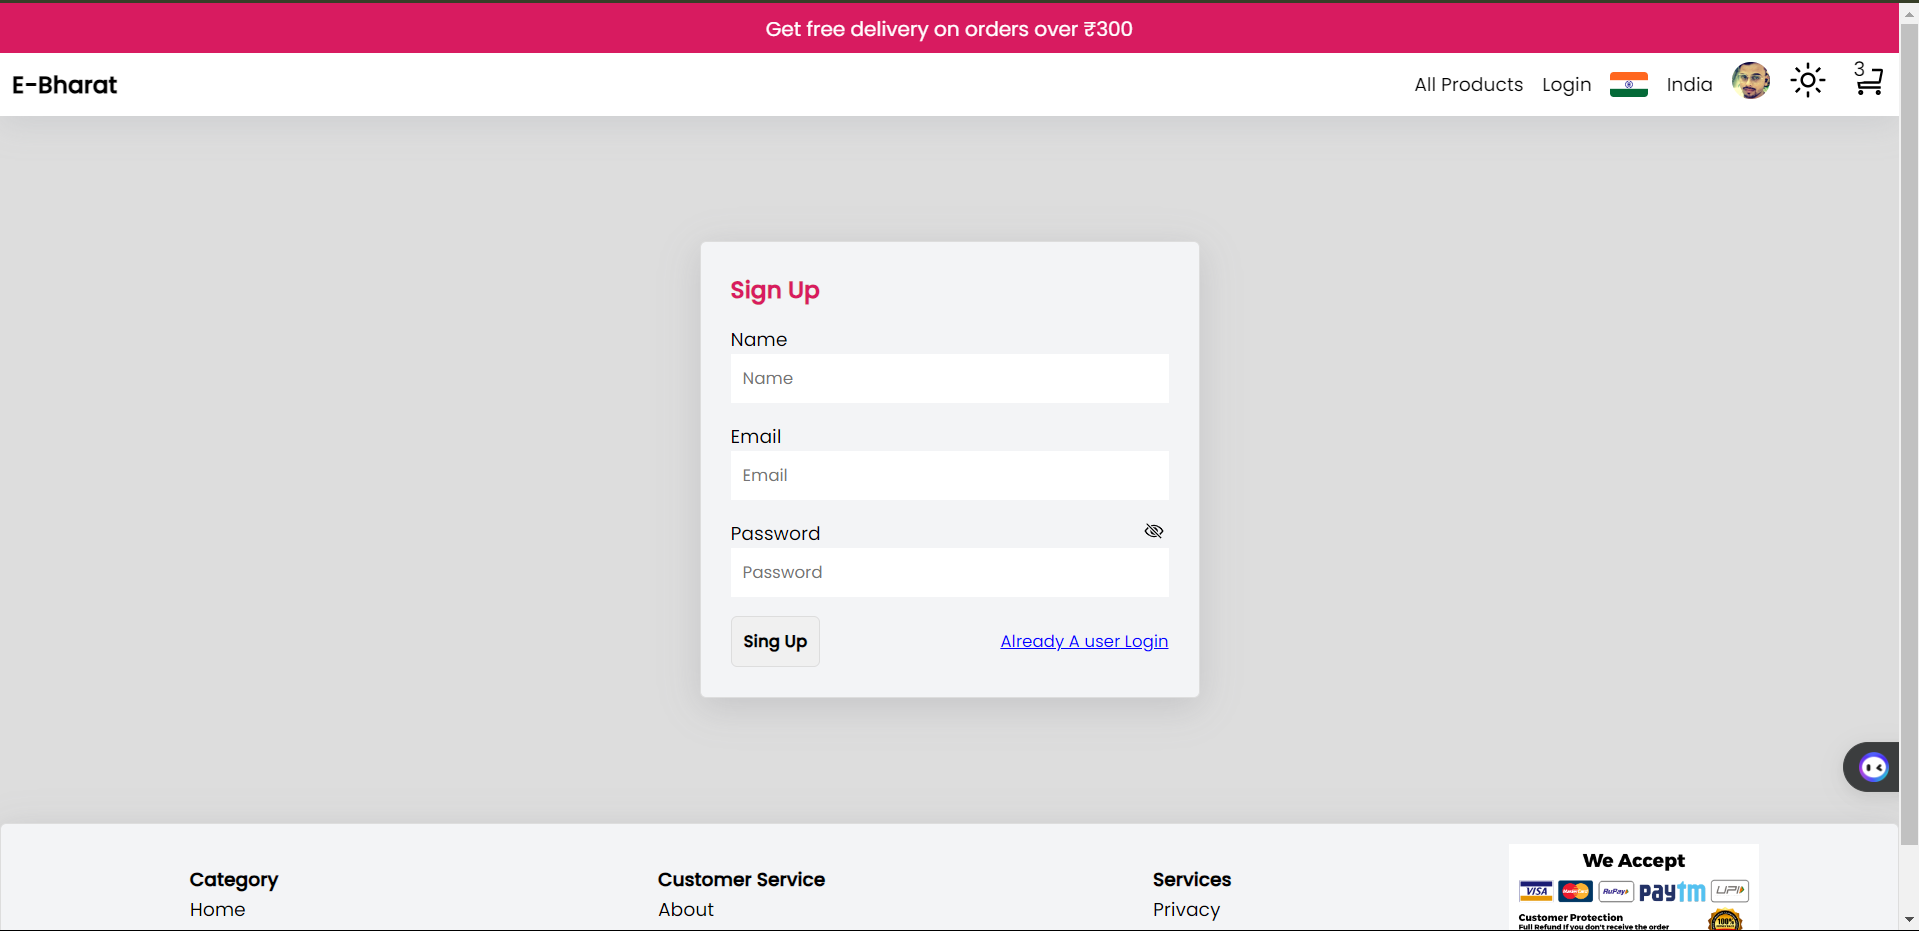 Get free delivery on orders over ₹300
E-Bharat
All Products Login India 3
Sign Up
Name
Name
Email
Email
Password
Password
Sing Up Already A user Login
Category Customer Service Services
Home About Privacy
We Accept
VISA MasterCard RuPay paytm UPI
Customer Protection
Full Refund If you don't receive the order
100%